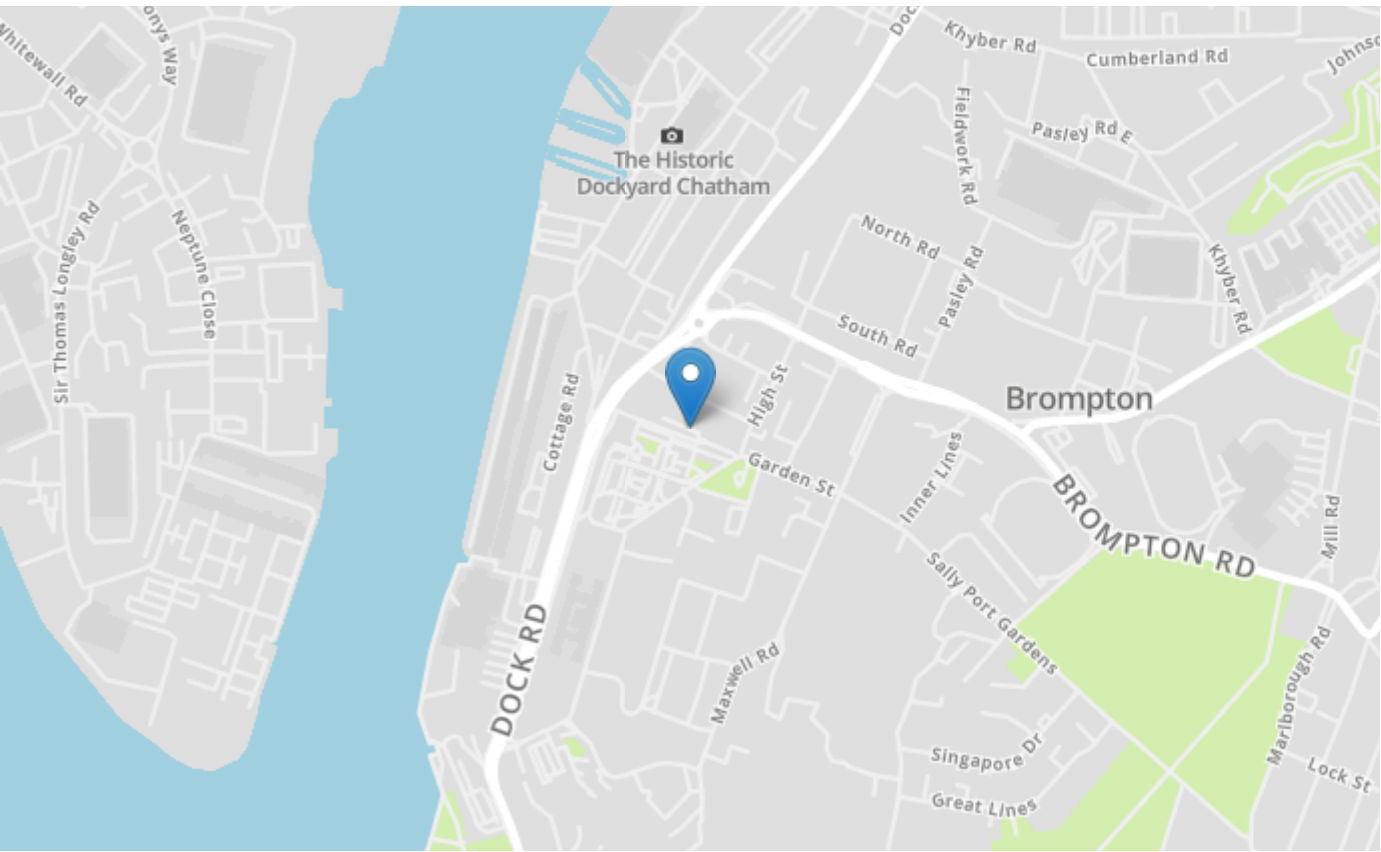 Whitewall Rd
onys Way
Dock
Khyber Rd
Cumberland Rd
Johnso
Fieldwork Rd
Pasley Rd E
The Historic
Dockyard Chatham
Sir Thomas Longley Rd
Neptune Close
North Rd
Pasley Rd
Khyber Rd
South Rd
Cottage Rd
High St
Brompton
Garden St
Inner Lines
BROMPTON RD
Mill Rd
Sally Port Gardens
DOCK RD
Maxwell Rd
Marlborough Rd
Singapore Dr
Lock St
Great Lines